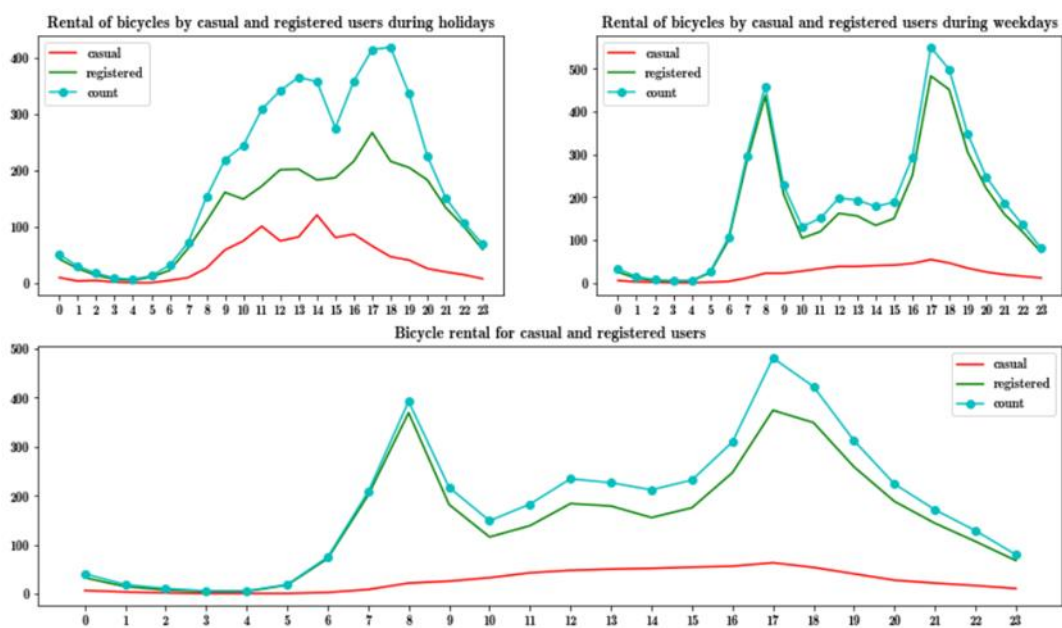 Rental of bicycles by casual and registered users during holidays
casual
registered
count
400
300
200
100
0
0 1 2 3 4 5 6 7 8 9 10 11 12 13 14 15 16 17 18 19 20 21 22 23
Rental of bicycles by casual and registered users during weekdays
casual
registered
count
500
400
300
200
100
0
0 1 2 3 4 5 6 7 8 9 10 11 12 13 14 15 16 17 18 19 20 21 22 23
Bicycle rental for casual and registered users
casual
registered
count
500
400
300
200
100
0
0 1 2 3 4 5 6 7 8 9 10 11 12 13 14 15 16 17 18 19 20 21 22 23